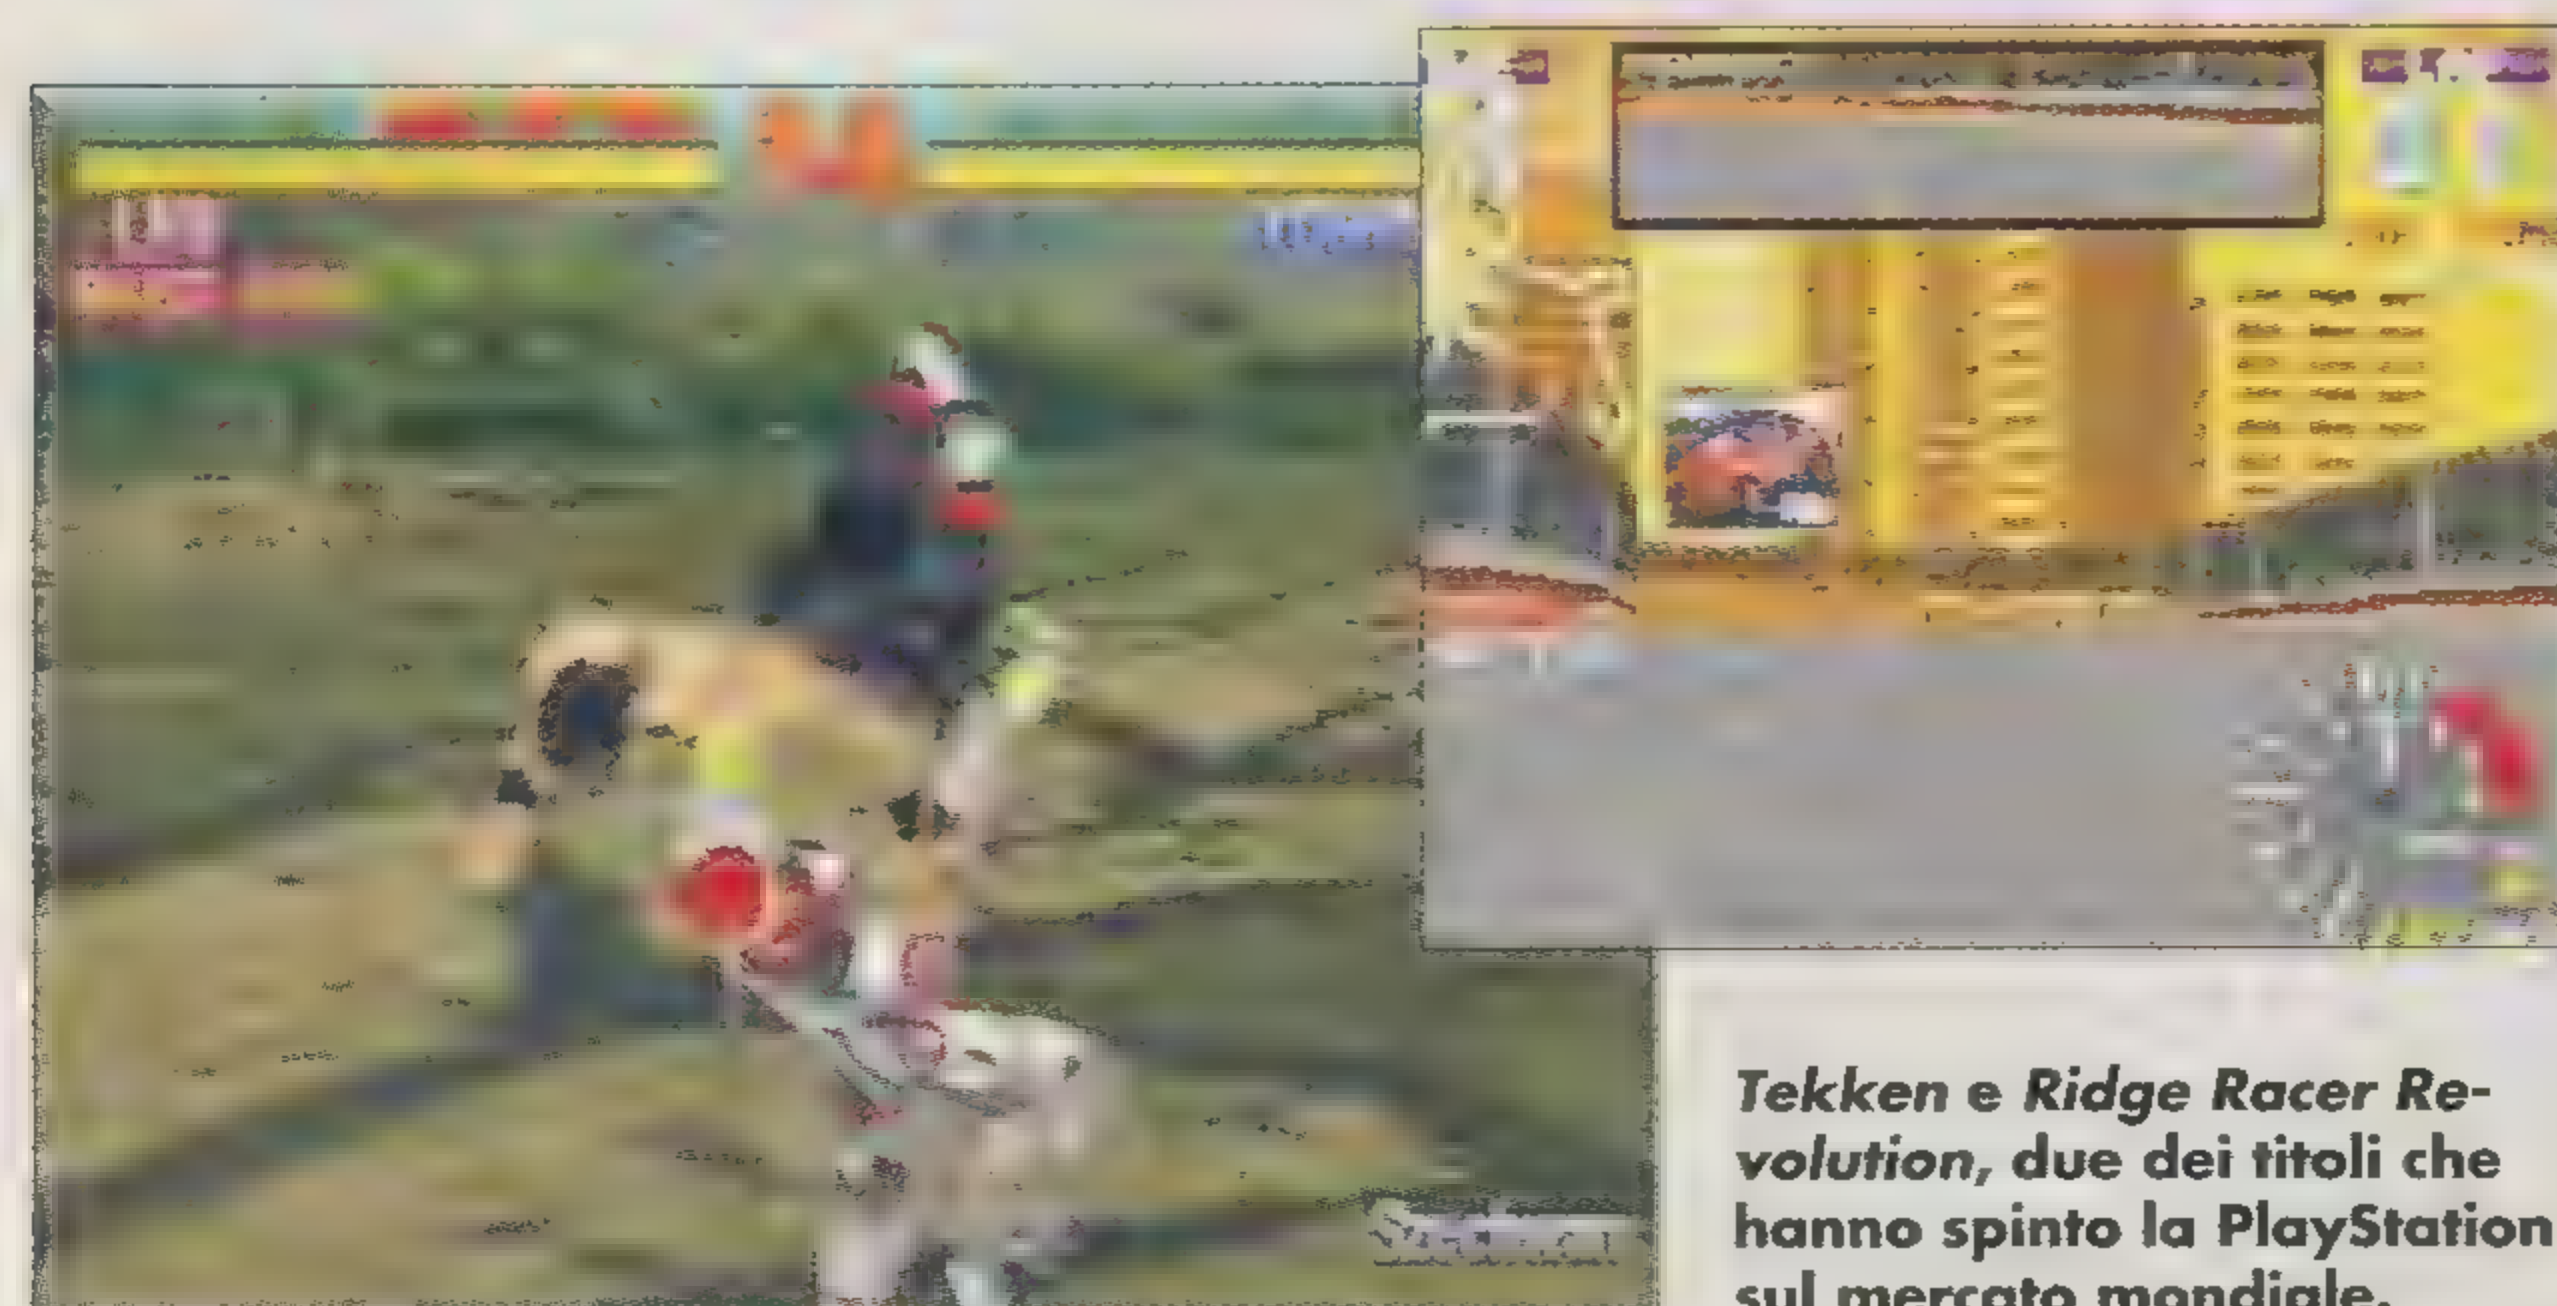 Tekken e Ridge Racer Re-
volution, due dei titoli che
hanno spinto la PlayStation
sul mercato mondiale.